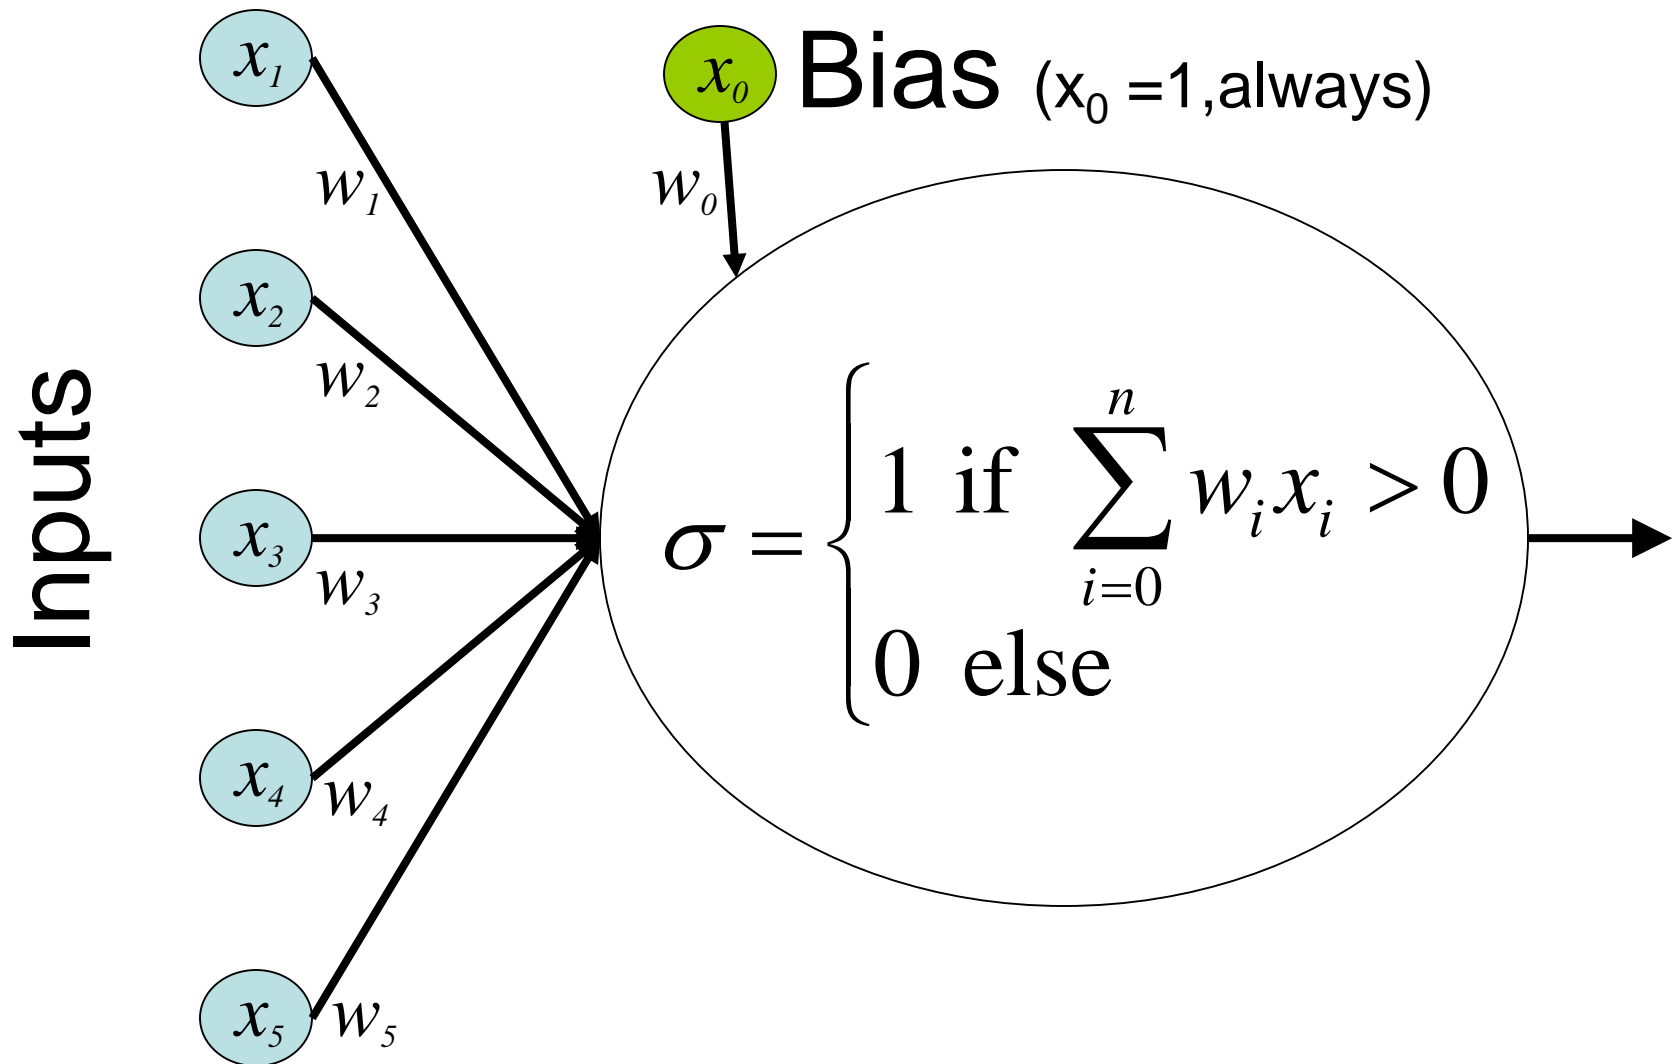 Inputs
x₁
x₂
x₃
x₄
x₅
w₁
w₂
w₃
w₄
w₅
x₀ Bias (x₀ =1,always)
w₀
σ = { 1 if ∑ᵢ₌₀ⁿ wᵢxᵢ > 0
0 else